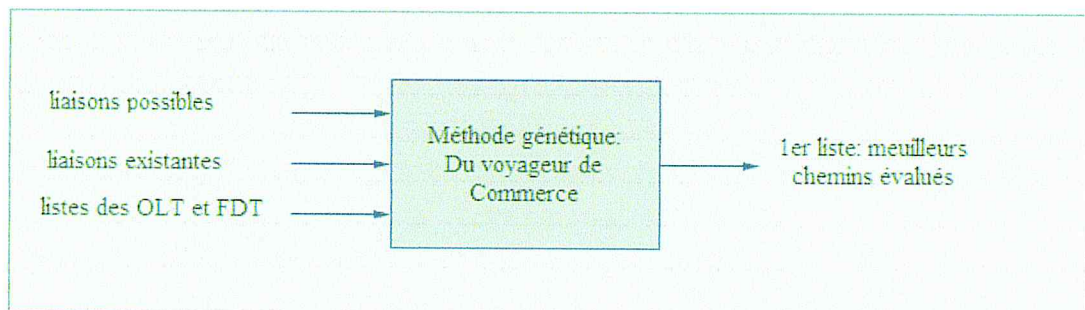 liaisons possibles
liaisons existantes
listes des OLT et FDT
Méthode génétique:
Du voyageur de
Commerce
1er liste: meuilleurs
chemins évalués